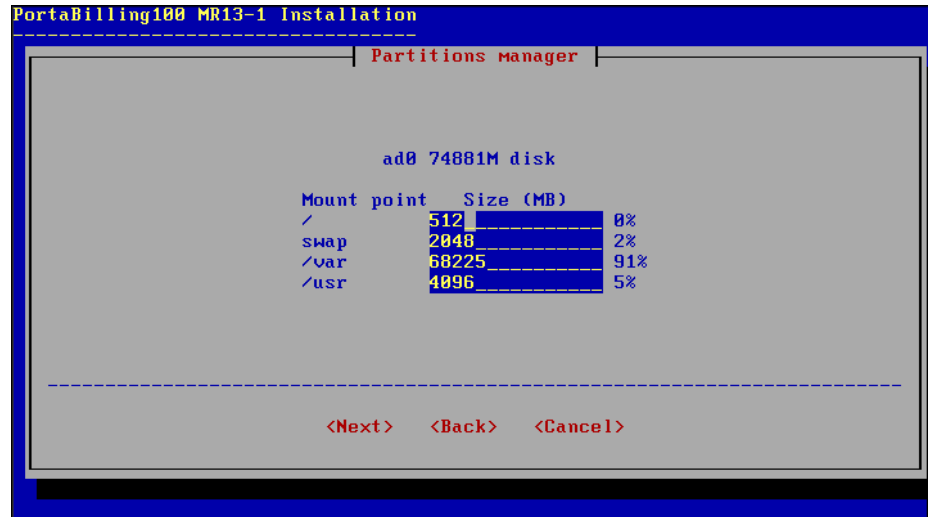 PortaBilling100 MR13-1 Installation
Partitions manager
ad0 74881M disk
Mount point Size (MB)
/ 512 0%
swap 2048 2%
/var 68225 91%
/usr 4096 5%
<Next> <Back> <Cancel>